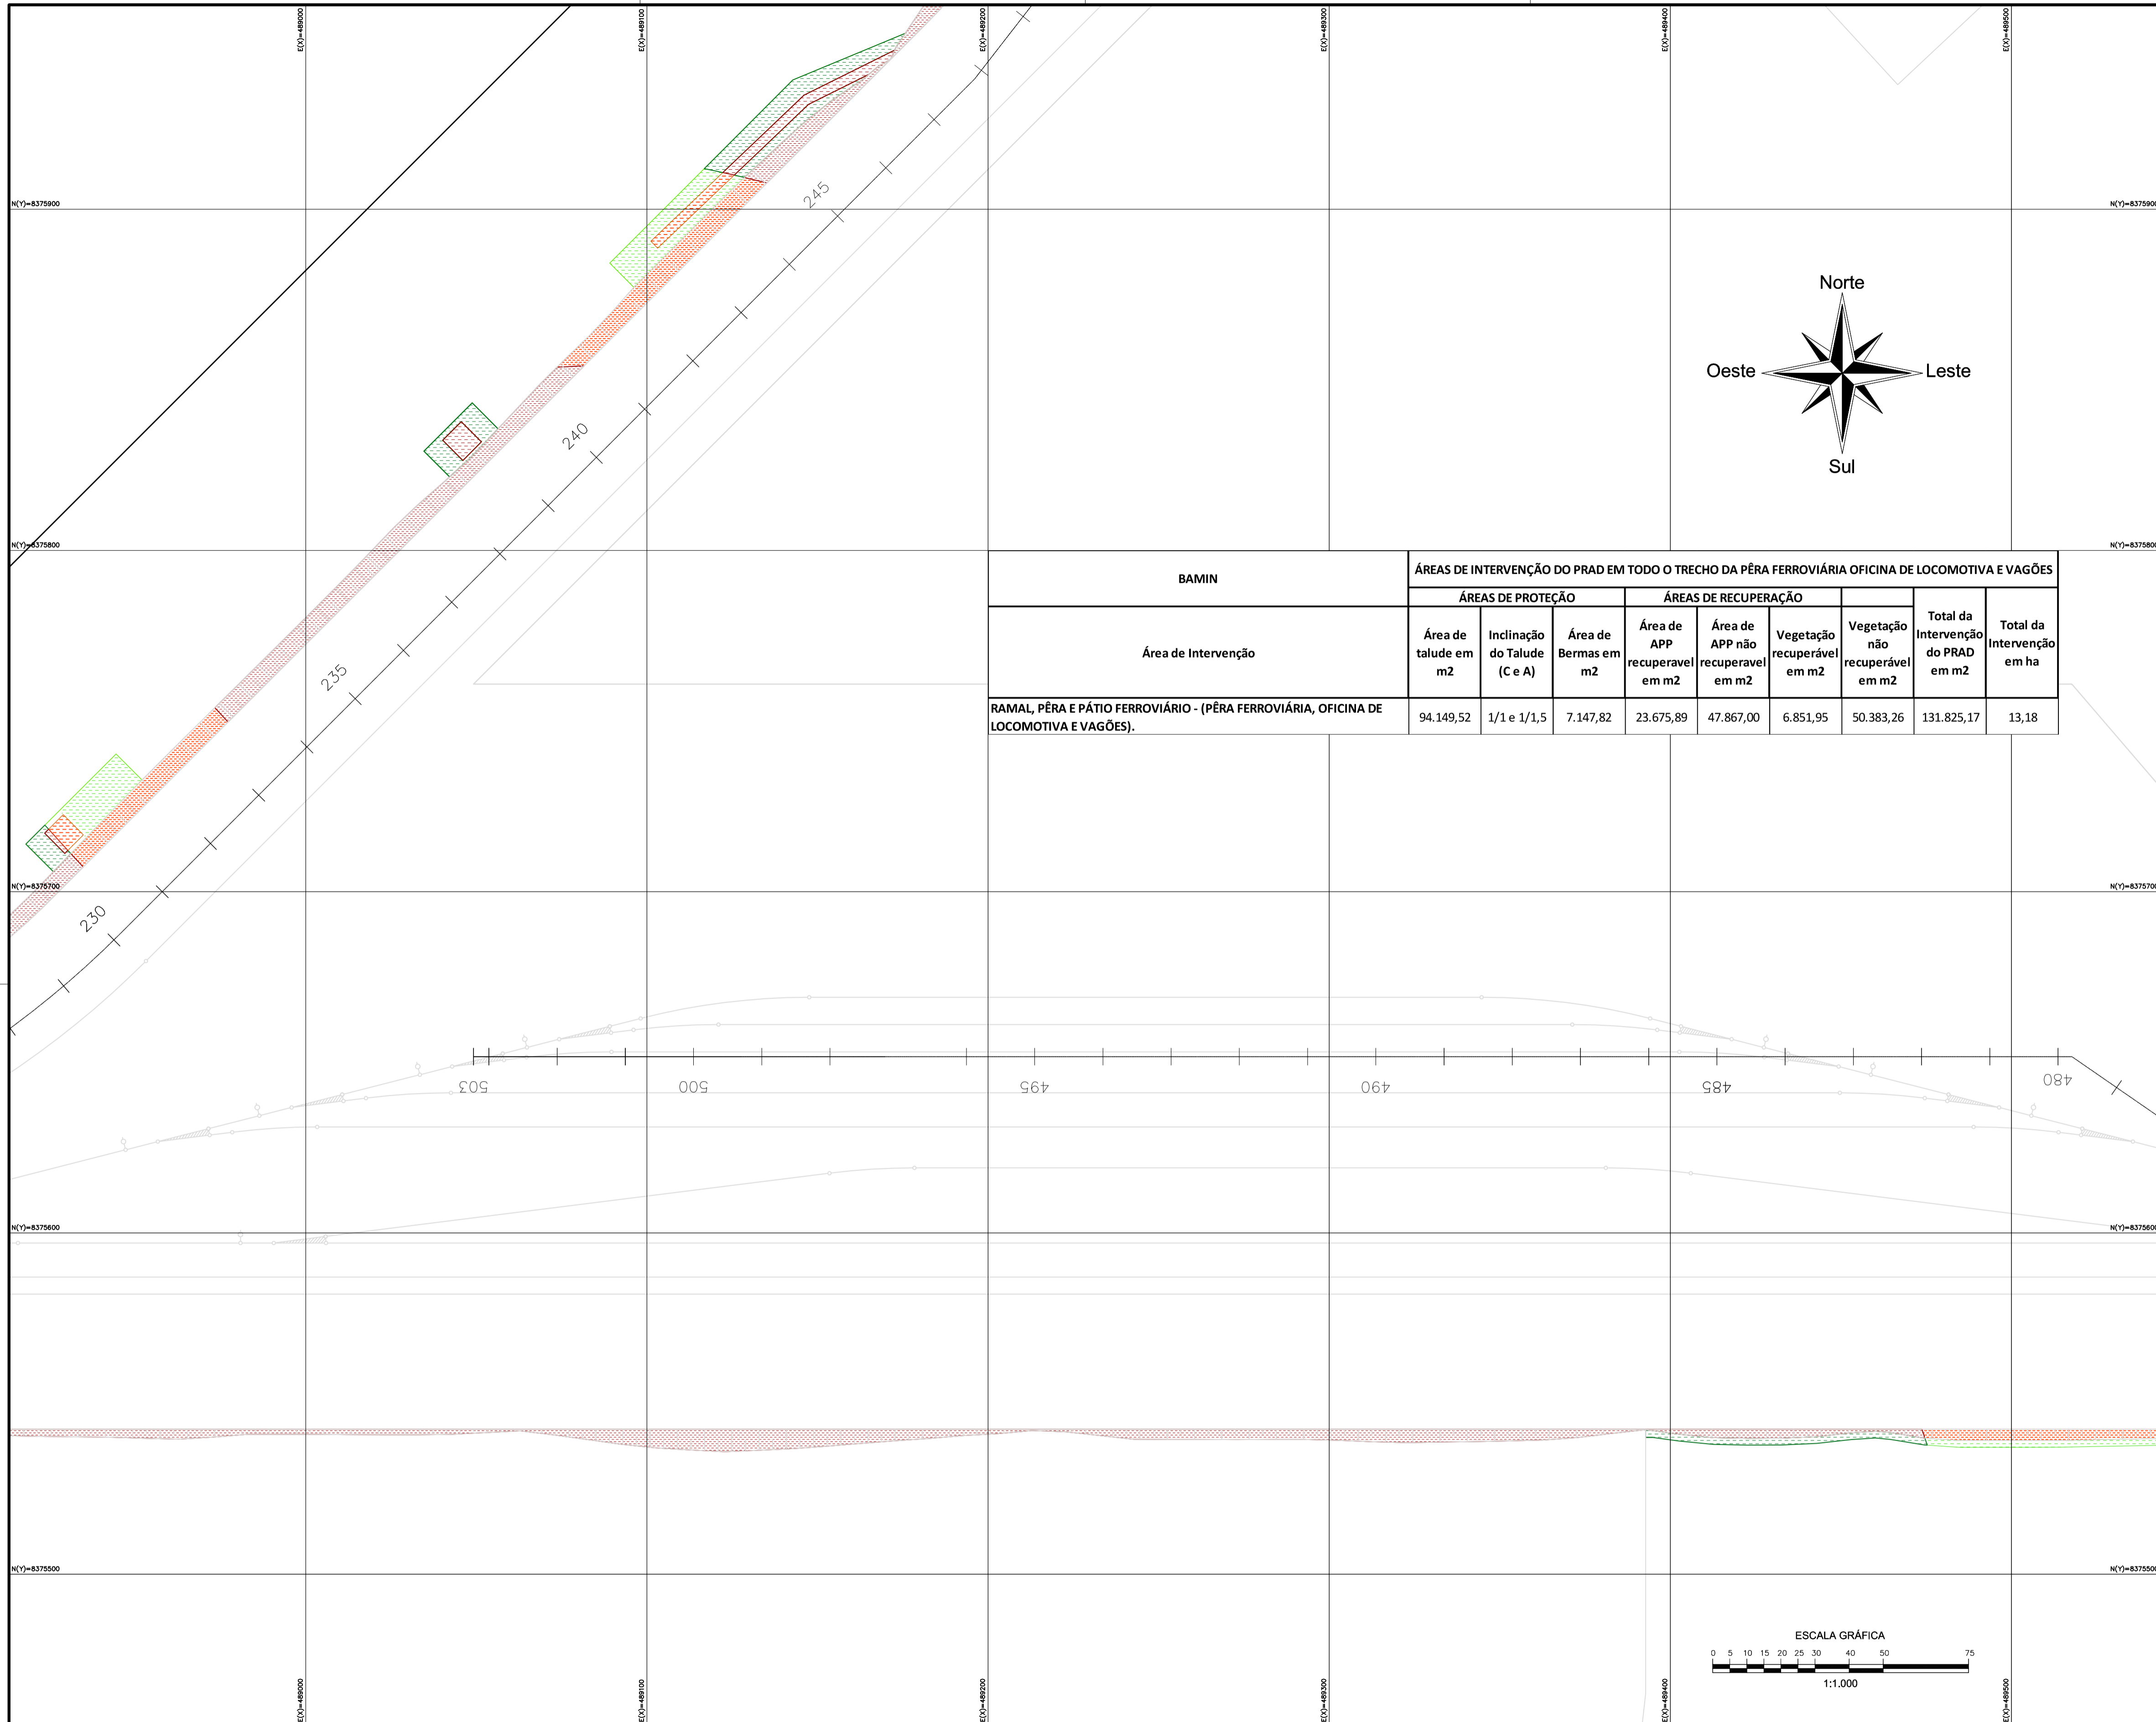 E(X)=489000
E(X)=489100
E(X)=489200
E(X)=489300
E(X)=489400
E(X)=489500
N(Y)=8375900
N(Y)=8375900
245
Norte
Oeste
Leste
Sul
240
N(Y)=8375800
N(Y)=8375800
BAMIN
ÁREAS DE INTERVENÇÃO DO PRAD EM TODO O TRECHO DA PÊRA FERROVIÁRIA OFICINA DE LOCOMOTIVA E VAGÕES
ÁREAS DE PROTEÇÃO
ÁREAS DE RECUPERAÇÃO
Área de Intervenção
Área de talude em m2
Inclinação do Talude (C e A)
Área de Bermas em m2
Área de APP recuperavel em m2
Área de APP não recuperavel em m2
Vegetação recuperável em m2
Vegetação não recuperável em m2
Total da Intervenção do PRAD em m2
Total da Intervenção em ha
RAMAL, PÊRA E PÁTIO FERROVIÁRIO - (PÊRA FERROVIÁRIA, OFICINA DE LOCOMOTIVA E VAGÕES).
94.149,52
1/1 e 1/1,5
7.147,82
23.675,89
47.867,00
6.851,95
50.383,26
131.825,17
13,18
235
N(Y)=8375700
N(Y)=8375700
230
503
500
495
490
485
480
N(Y)=8375600
N(Y)=8375600
N(Y)=8375500
N(Y)=8375500
ESCALA GRÁFICA
0 5 10 15 20 25 30 40 50 75
1:1.000
E(X)=489000
E(X)=489100
E(X)=489200
E(X)=489300
E(X)=489400
E(X)=489500